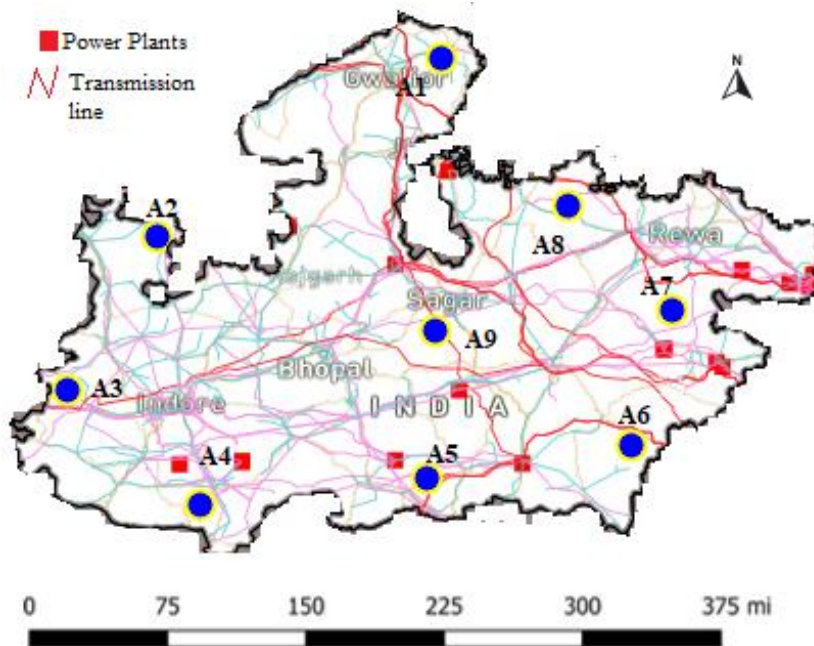 Power Plants
Transmission
line
N
Gwalior
A1
A2
A8
Rewa
Sagar
A7
A9
A3
Bhopal
Indore
INDIA
A6
A4
A5
0 75 150 225 300 375 mi